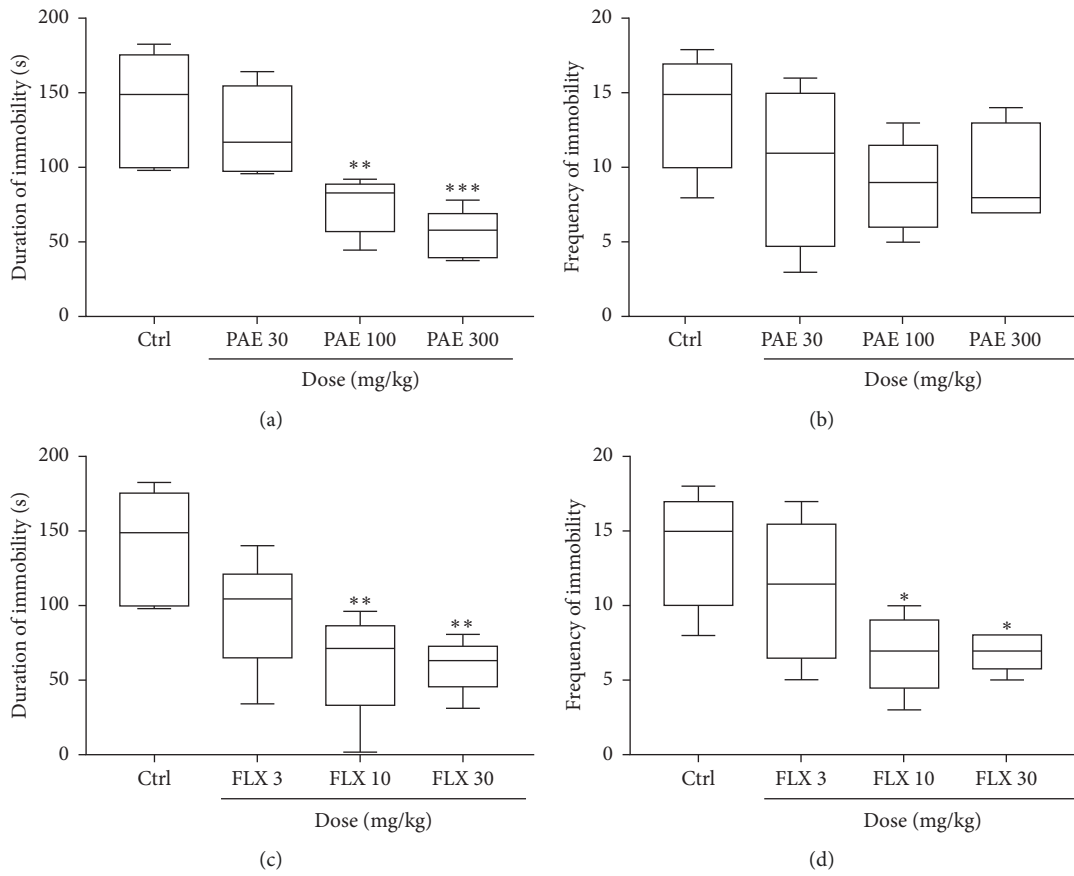 Duration of immobility (s)
200
150
100
50
0
**
***
Ctrl
PAE 30
PAE 100
PAE 300
Dose (mg/kg)
(a)
Frequency of immobility
20
15
10
5
0
Ctrl
PAE 30
PAE 100
PAE 300
Dose (mg/kg)
(b)
Duration of immobility (s)
200
150
100
50
0
**
**
Ctrl
FLX 3
FLX 10
FLX 30
Dose (mg/kg)
(c)
Frequency of immobility
20
15
10
5
0
*
*
Ctrl
FLX 3
FLX 10
FLX 30
Dose (mg/kg)
(d)